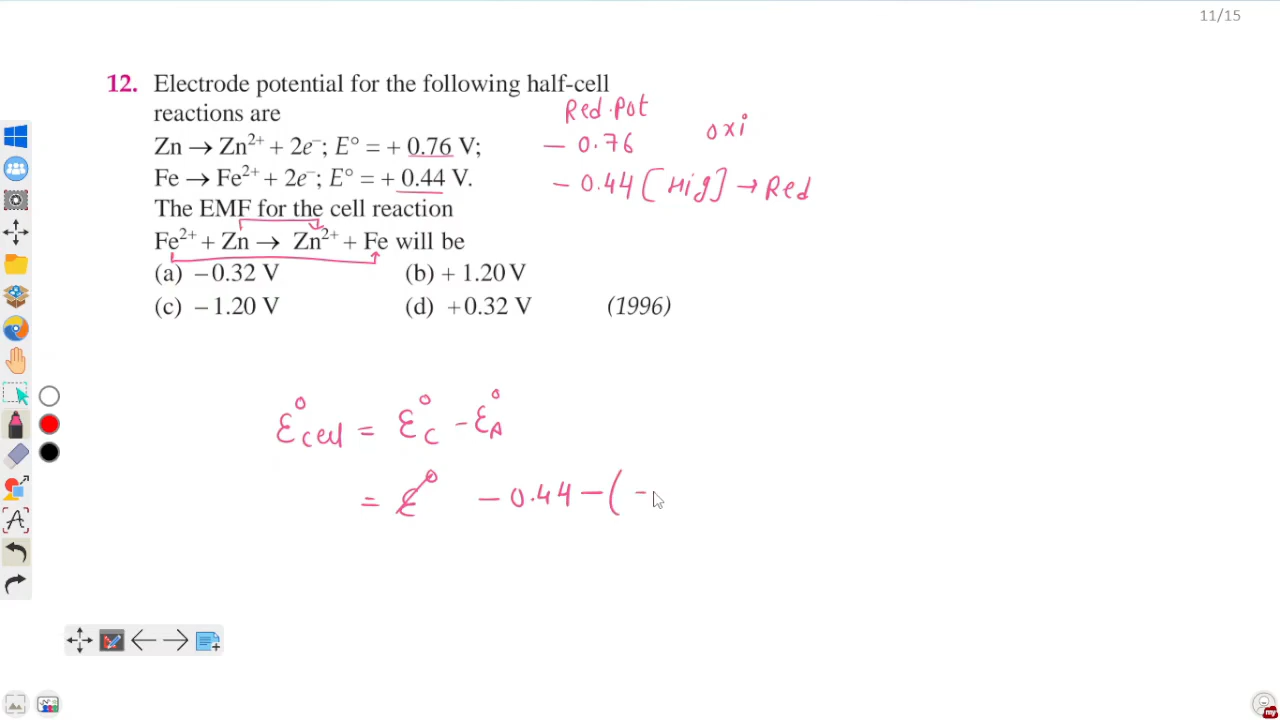 11/15
12. Electrode potential for the following half-cell
reactions are
Red.Pot
Zn → Zn²⁺ + 2e⁻; E° = + 0.76 V;
– 0.76
oxi
Fe → Fe²⁺ + 2e⁻; E° = + 0.44 V.
– 0.44 [Hig] → Red
The EMF for the cell reaction
Fe²⁺ + Zn → Zn²⁺ + Fe will be
(a) –0.32 V (b) + 1.20 V
(c) – 1.20 V (d) +0.32 V (1996)
E°cell = E°C – E°A
= E° – 0.44 – ( –
my